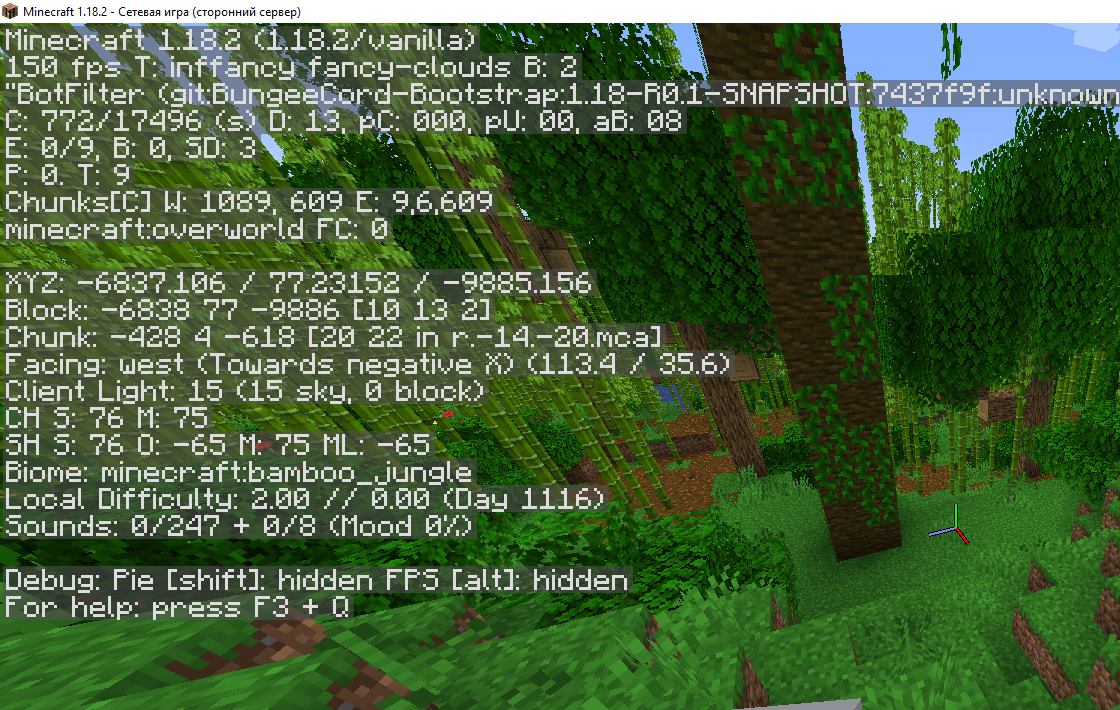 Minecraft 1.18.2 - Сетевая игра (сторонний сервер)
Minecraft 1.18.2 (1.18.2/vanilla)
150 fps T: inffancy fancy-clouds B: 2
"BotFilter (git:BungeeCord-Bootstrap:1.18-R0.1-SNAPSHOT:7437f9f:unknown
C: 772/17496 (s) D: 13, pC: 000, pU: 00, aB: 08
E: 0/9, B: 0, SD: 3
P: 0. T: 9
Chunks[C] W: 1089, 609 E: 9,6,609
minecraft:overworld FC: 0
XYZ: -6837.106 / 77.23152 / -9885.156
Block: -6838 77 -9886 [10 13 2]
Chunk: -428 4 -618 [20 22 in r.-14.-20.mca]
Facing: west (Towards negative X) (113.4 / 35.6)
Client Light: 15 (15 sky, 0 block)
CH S: 76 M: 75
SH S: 76 O: -65 M: 75 ML: -65
Biome: minecraft:bamboo_jungle
Local Difficulty: 2.00 // 0.00 (Day 1116)
Sounds: 0/247 + 0/8 (Mood 0%)
Debug: Pie [shift]: hidden FPS [alt]: hidden
For help: press F3 + Q